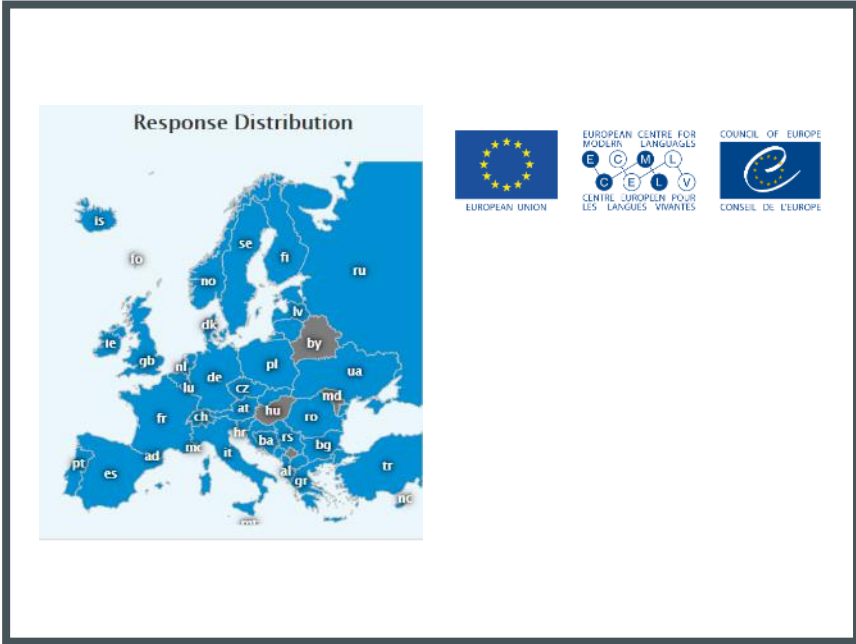 Response Distribution
is
fo
se
fi
no
ru
lv
dk
by
ie
gb
nl
pl
de
ua
lu
cz
md
at
hu
fr
ch
ro
hr
ba
rs
mc
it
bg
ad
al
pt
es
gr
tr
nc
EUROPEAN UNION
EUROPEAN CENTRE FOR
MODERN LANGUAGES
E C M L
C E L V
CENTRE EUROPEEN POUR
LES LANGUES VIVANTES
COUNCIL OF EUROPE
CONSEIL DE L'EUROPE